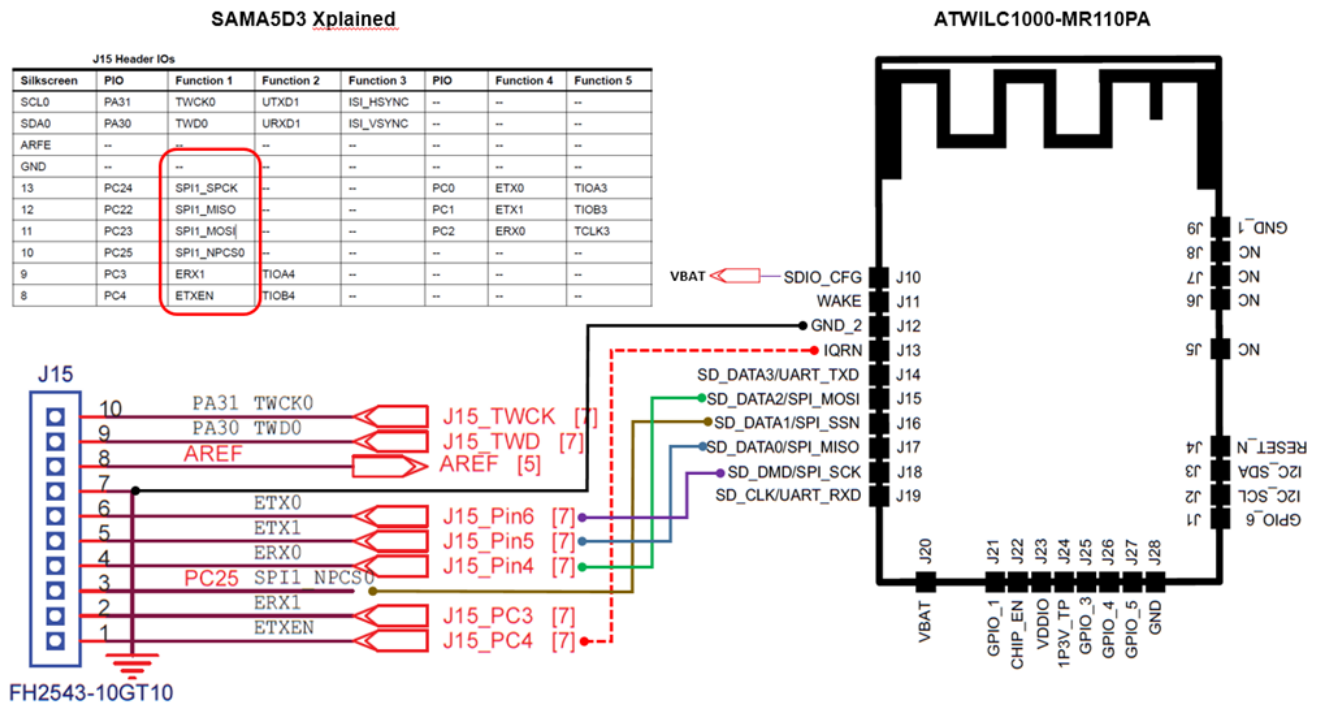 SAMA5D3 Xplained
ATWILC1000-MR110PA
J15 Header IOs
Silkscreen PIO Function 1 Function 2 Function 3 PIO Function 4 Function 5
SCL0 PA31 TWCK0 UTXD1 ISI_HSYNC -- -- --
SDA0 PA30 TWD0 URXD1 ISI_VSYNC -- -- --
ARFE -- -- -- -- -- -- --
GND -- -- -- -- -- -- --
13 PC24 SPI1_SPCK -- -- PC0 ETX0 TIOA3
12 PC22 SPI1_MISO -- -- PC1 ETX1 TIOB3
11 PC23 SPI1_MOSI -- -- PC2 ERX0 TCLK3
10 PC25 SPI1_NPCS0 -- -- -- -- --
9 PC3 ERX1 TIOA4 -- -- -- --
8 PC4 ETXEN TIOB4 -- -- -- --
J15
10 PA31 TWCK0 J15_TWCK [7]
9 PA30 TWD0 J15_TWD [7]
8 AREF AREF [5]
7
6 ETX0 J15_Pin6 [7]
5 ETX1 J15_Pin5 [7]
4 ERX0 J15_Pin4 [7]
3 PC25 SPI1_NPCS0
2 ERX1 J15_PC3 [7]
1 ETXEN J15_PC4 [7]
FH2543-10GT10
VBAT SDIO_CFG J10
WAKE J11
GND_2 J12
IQRN J13
SD_DATA3/UART_TXD J14
SD_DATA2/SPI_MOSI J15
SD_DATA1/SPI_SSN J16
SD_DATA0/SPI_MISO J17
SD_DMD/SPI_SCK J18
SD_CLK/UART_RXD J19
J9 GND_1
J8 NC
J7 NC
J6 NC
J5 NC
J4 RESET_N
J3 I2C_SDA
J2 I2C_SCL
J1 GPIO_6
J20 J21 J22 J23 J24 J25 J26 J27 J28
VBAT GPIO_1 CHIP_EN VDDIO 1P3V_TP GPIO_3 GPIO_4 GPIO_5 GND